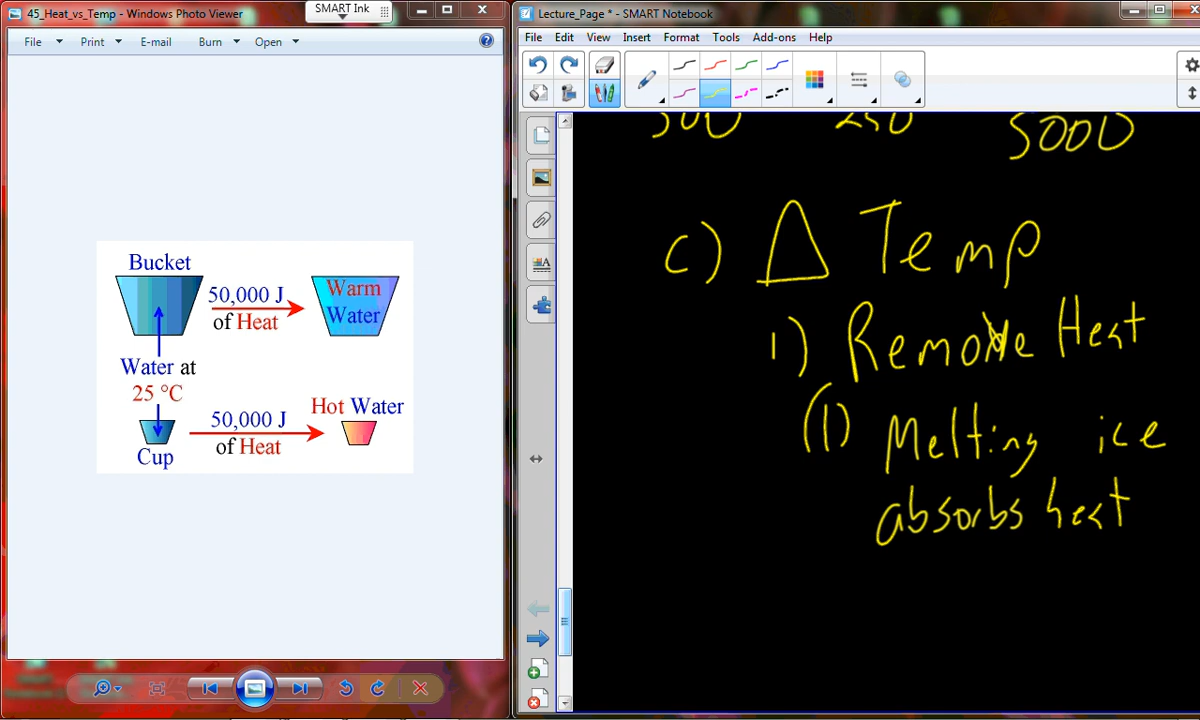 45_Heat_vs_Temp - Windows Photo Viewer
SMART Ink
File Print E-mail Burn Open
Bucket
50,000 J
of Heat
Warm
Water
Water at
25 °C
50,000 J
of Heat
Hot Water
Cup
Lecture_Page * - SMART Notebook
File Edit View Insert Format Tools Add-ons Help
500 250 5000
c) Δ Temp
1) Remove Heat
(1) Melting ice
absorbs heat